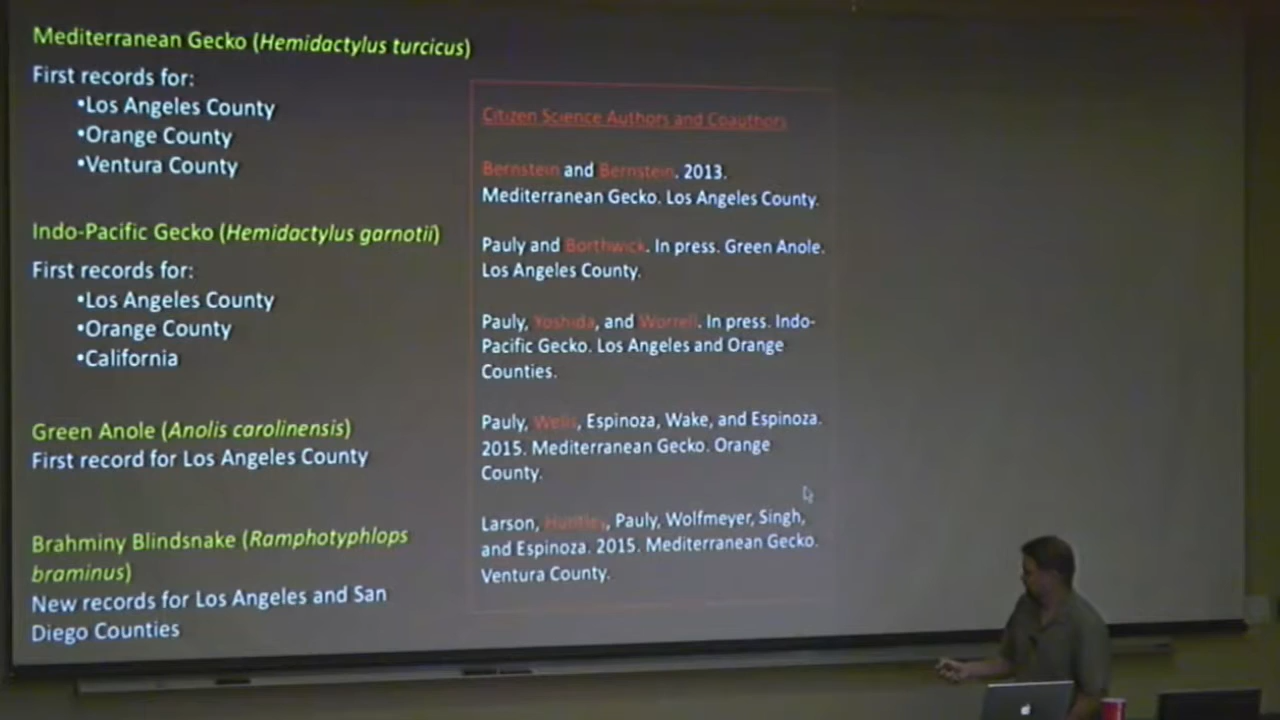 Mediterranean Gecko (Hemidactylus turcicus)
First records for:
•Los Angeles County
•Orange County
•Ventura County
Indo-Pacific Gecko (Hemidactylus garnotii)
First records for:
•Los Angeles County
•Orange County
•California
Green Anole (Anolis carolinensis)
First record for Los Angeles County
Brahminy Blindsnake (Ramphotyphlops
braminus)
New records for Los Angeles and San
Diego Counties
Citizen Science Authors and Coauthors
Bernstein and Bernstein. 2013.
Mediterranean Gecko. Los Angeles County.
Pauly and Borthwick. In press. Green Anole.
Los Angeles County.
Pauly, Yoshida, and Worrell. In press. Indo-
Pacific Gecko. Los Angeles and Orange
Counties.
Pauly, Wells, Espinoza, Wake, and Espinoza.
2015. Mediterranean Gecko. Orange
County.
Larson, Huntley, Pauly, Wolfmeyer, Singh,
and Espinoza. 2015. Mediterranean Gecko.
Ventura County.